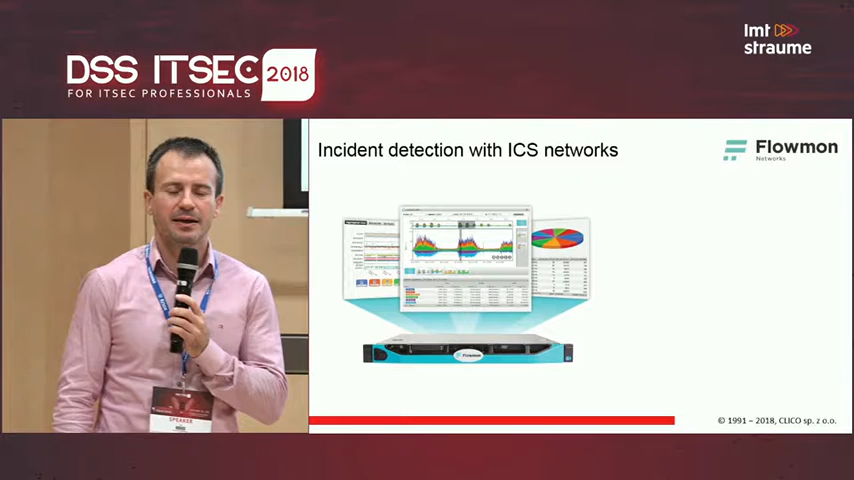 lmt
straume
DSS ITSEC 2018
FOR ITSEC PROFESSIONALS
Incident detection with ICS networks
Flowmon
Networks
Flowmon
SPEAKER
© 1991 – 2018, CLICO sp. z o.o.